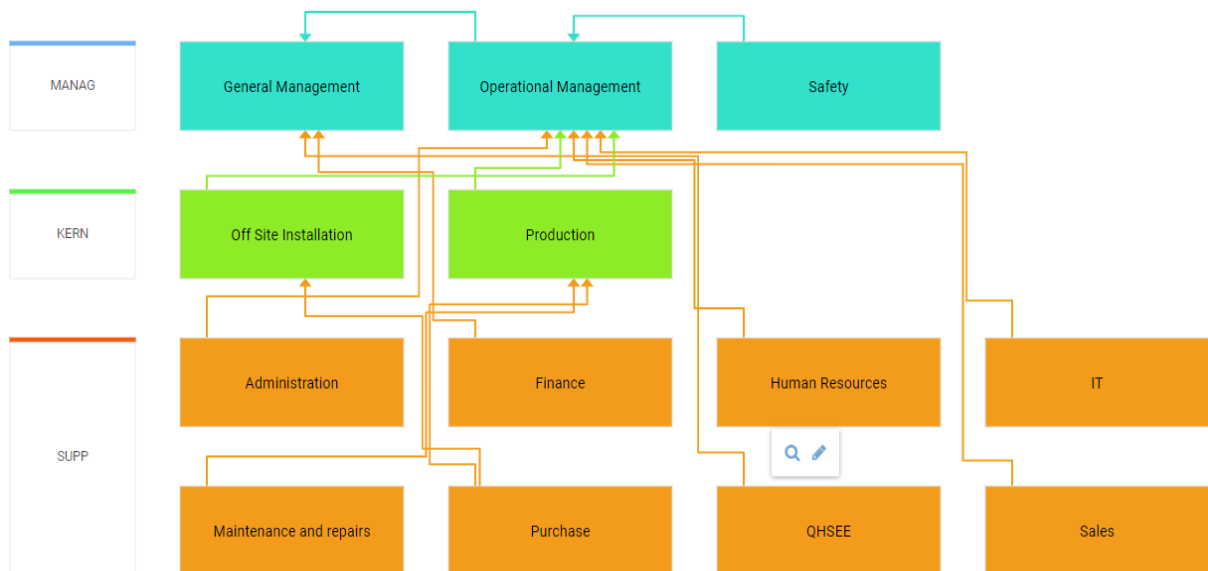 MANAG
General Management
Operational Management
Safety
KERN
Off Site Installation
Production
SUPP
Administration
Finance
Human Resources
IT
Maintenance and repairs
Purchase
QHSEE
Sales